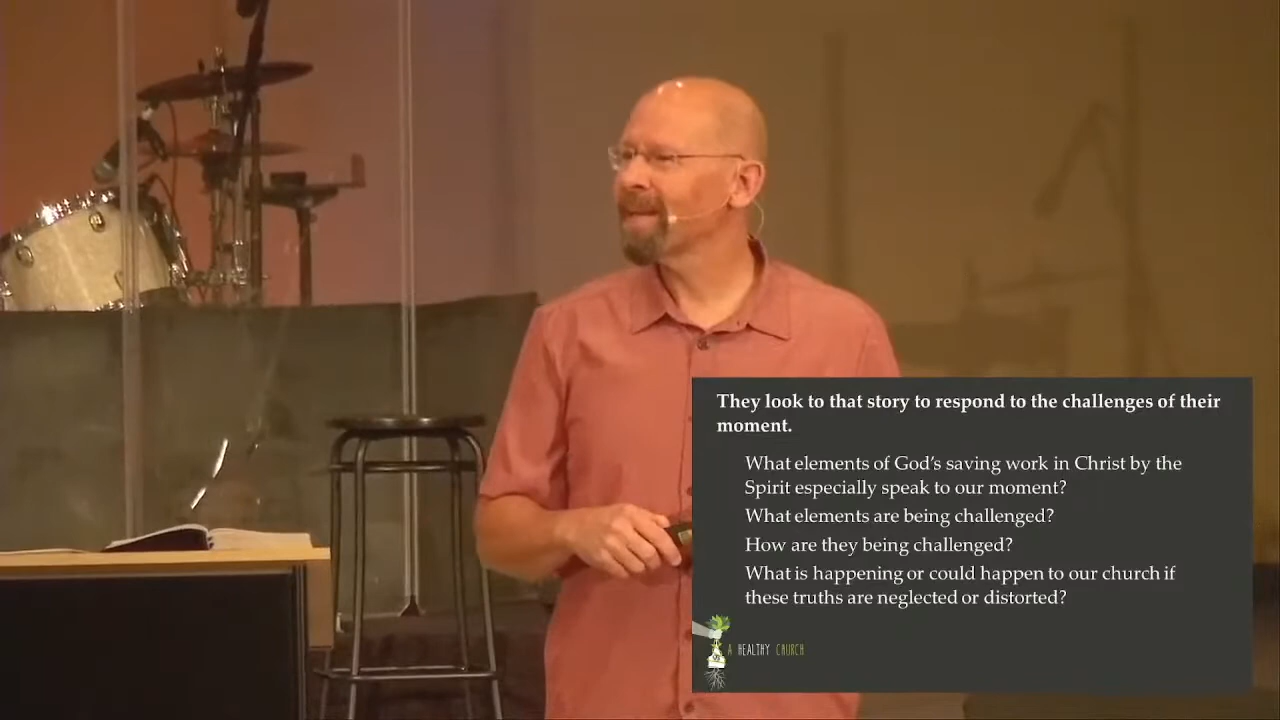 They look to that story to respond to the challenges of their
moment.
What elements of God's saving work in Christ by the
Spirit especially speak to our moment?
What elements are being challenged?
How are they being challenged?
What is happening or could happen to our church if
these truths are neglected or distorted?
A HEALTHY CHURCH